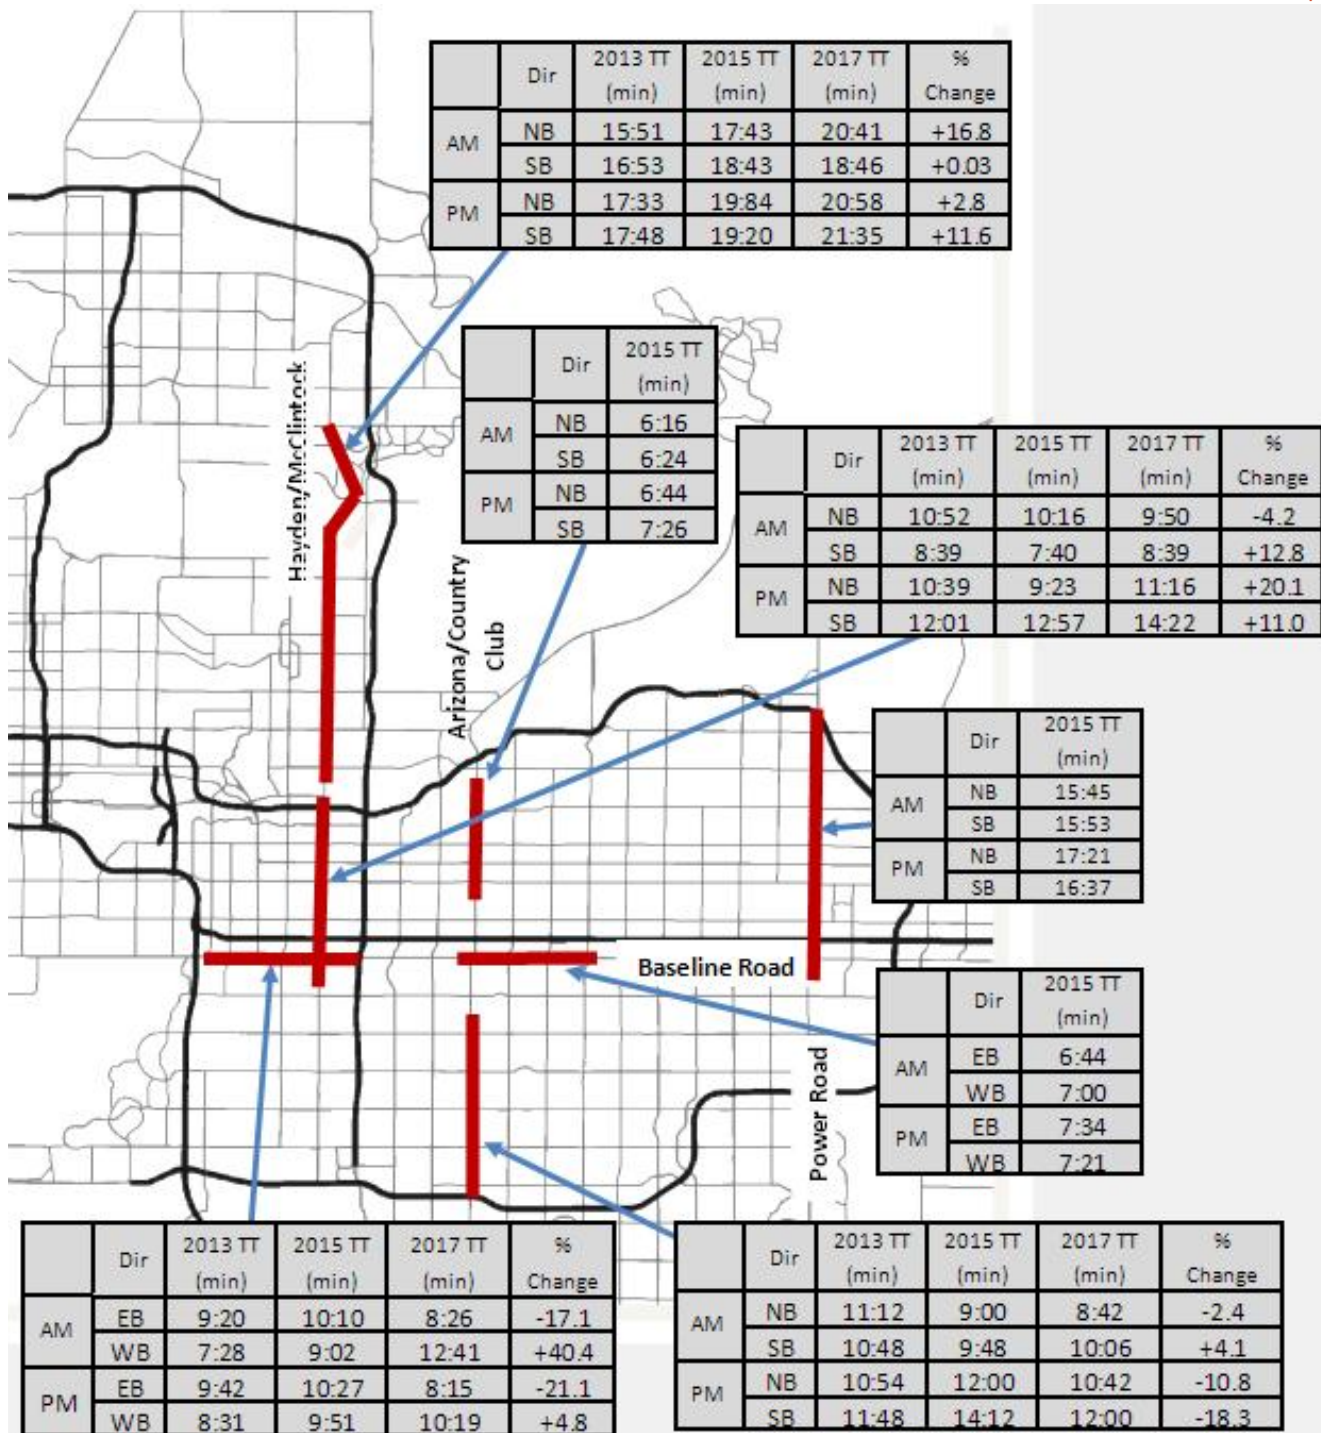 Dir 2013 TT (min) 2015 TT (min) 2017 TT (min) % Change
AM NB 15:51 17:43 20:41 +16.8
SB 16:53 18:43 18:46 +0.03
PM NB 17:33 19:84 20:58 +2.8
SB 17:48 19:20 21:35 +11.6
Hayden/McClintock
Dir 2015 TT (min)
AM NB 6:16
SB 6:24
PM NB 6:44
SB 7:26
Arizona/Country
Club
Dir 2013 TT (min) 2015 TT (min) 2017 TT (min) % Change
AM NB 10:52 10:16 9:50 -4.2
SB 8:39 7:40 8:39 +12.8
PM NB 10:39 9:23 11:16 +20.1
SB 12:01 12:57 14:22 +11.0
Dir 2015 TT (min)
AM NB 15:45
SB 15:53
PM NB 17:21
SB 16:37
Baseline Road
Power Road
Dir 2015 TT (min)
AM EB 6:44
WB 7:00
PM EB 7:34
WB 7:21
Dir 2013 TT (min) 2015 TT (min) 2017 TT (min) % Change
AM EB 9:20 10:10 8:26 -17.1
WB 7:28 9:02 12:41 +40.4
PM EB 9:42 10:27 8:15 -21.1
WB 8:31 9:51 10:19 +4.8
Dir 2013 TT (min) 2015 TT (min) 2017 TT (min) % Change
AM NB 11:12 9:00 8:42 -2.4
SB 10:48 9:48 10:06 +4.1
PM NB 10:54 12:00 10:42 -10.8
SB 11:48 14:12 12:00 -18.3